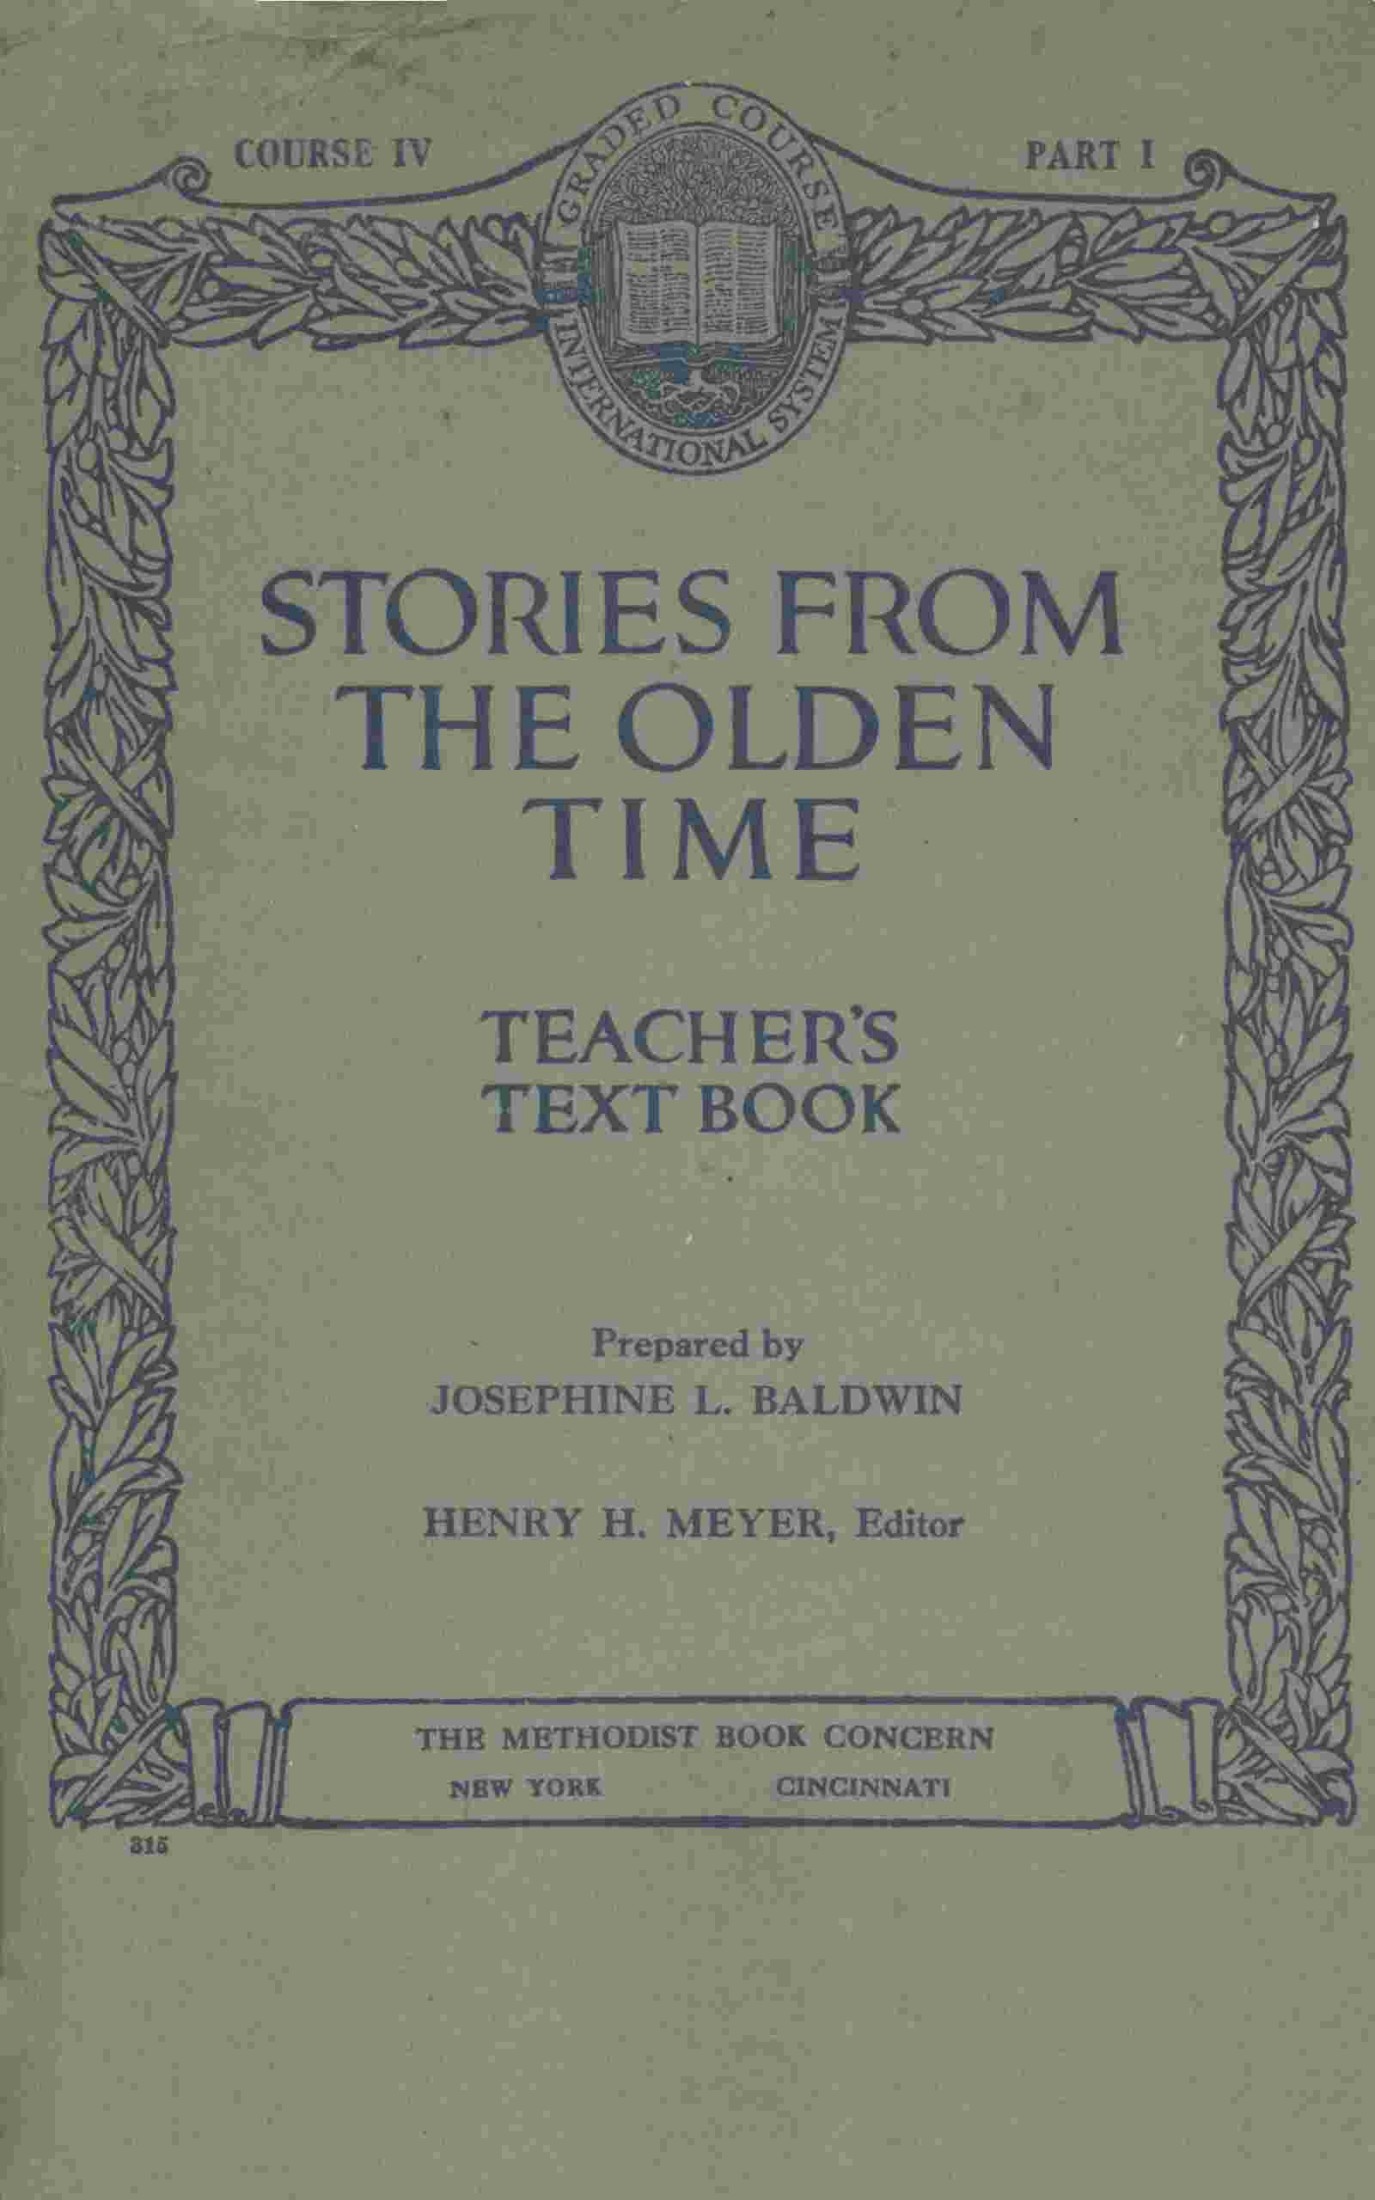 COURSE IV
PART I
GRADED COURSE
INTERNATIONAL SYSTEM
STORIES FROM
THE OLDEN
TIME
TEACHER'S
TEXT BOOK
Prepared by
JOSEPHINE L. BALDWIN
HENRY H. MEYER, Editor
THE METHODIST BOOK CONCERN
NEW YORK CINCINNATI
315